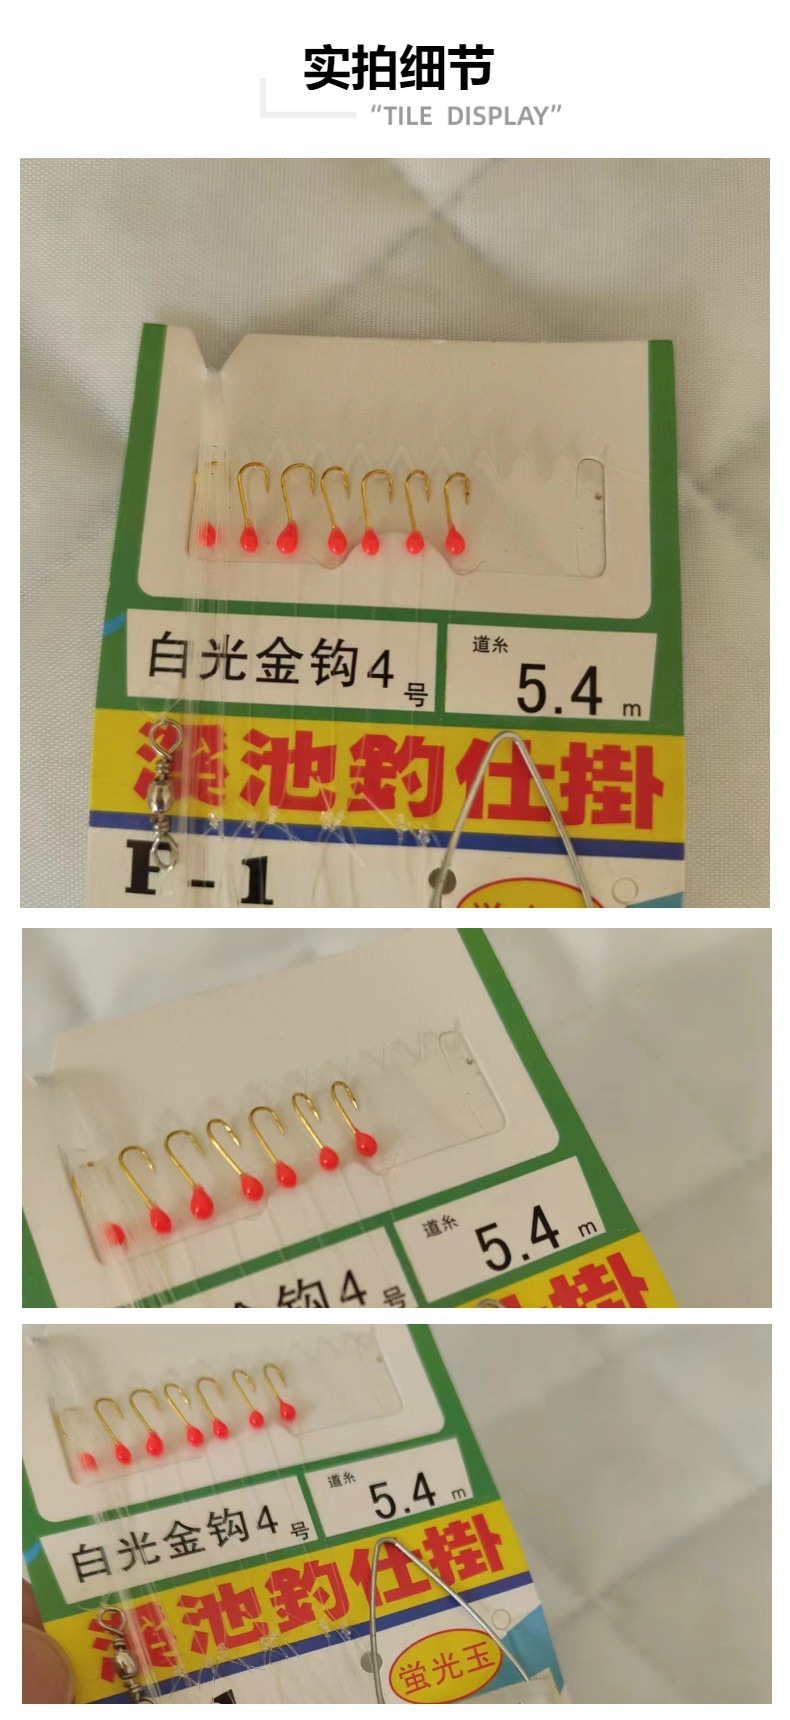 实拍细节
“TILE DISPLAY”
白光金钩4号
道糸
5.4m
池釣仕掛
-1
道糸
5.4m
钩4号
掛
白光金钩4号
道糸
5.4m
池釣仕掛
蛍光玉